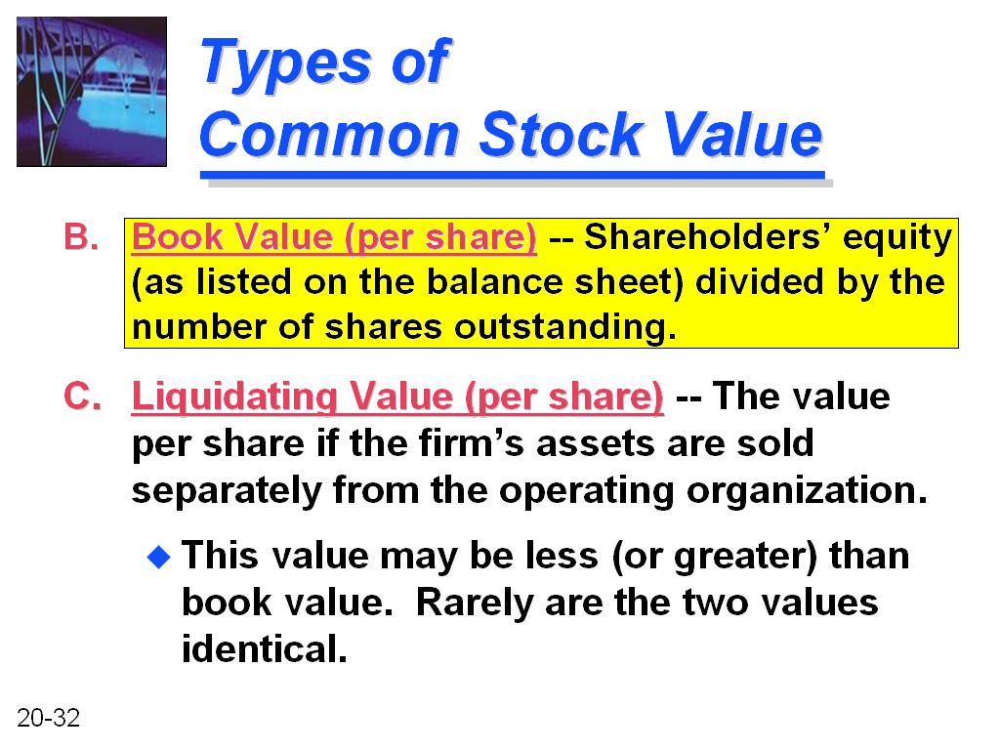 Types of
Common Stock Value
B. Book Value (per share) -- Shareholders’ equity
(as listed on the balance sheet) divided by the
number of shares outstanding.
C. Liquidating Value (per share) -- The value
per share if the firm’s assets are sold
separately from the operating organization.
◆ This value may be less (or greater) than
book value.  Rarely are the two values
identical.
20-32